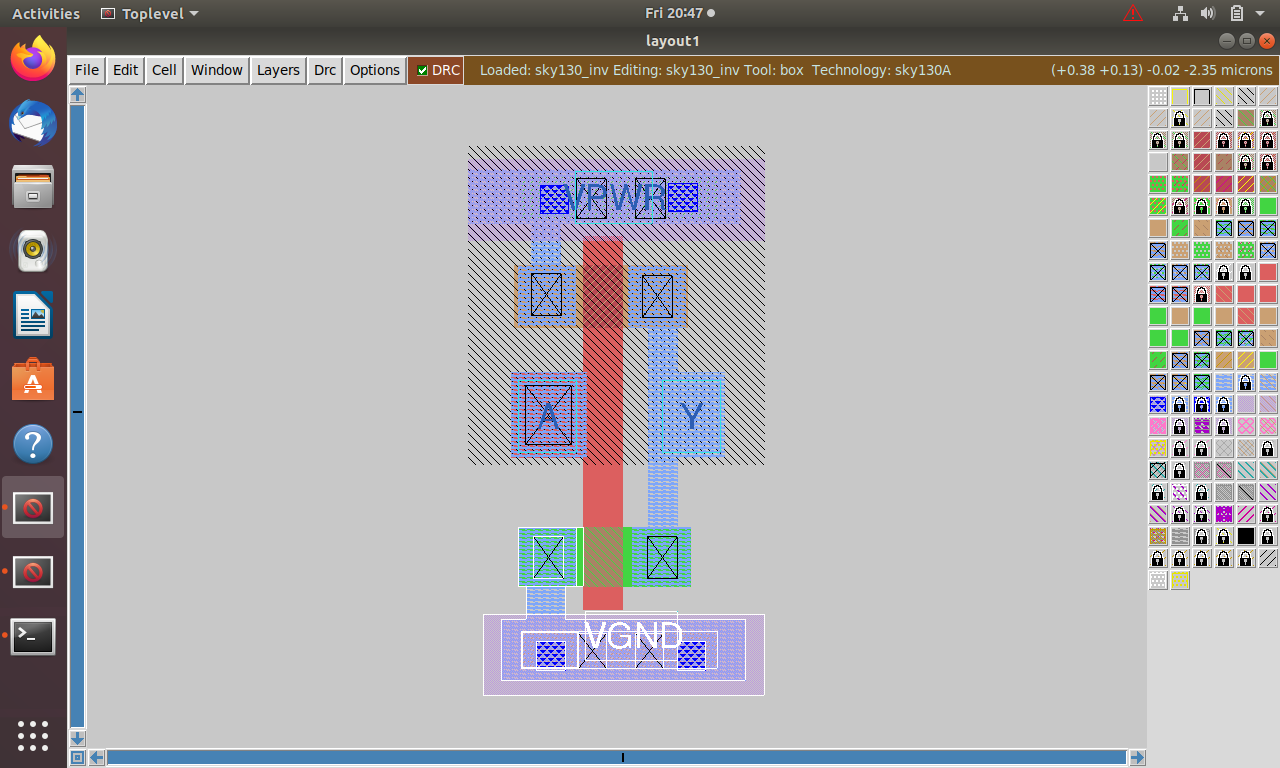 Activities Toplevel Fri 20:47
layout1
File Edit Cell Window Layers Drc Options DRC Loaded: sky130_inv Editing: sky130_inv Tool: box Technology: sky130A (+0.38 +0.13) -0.02 -2.35 microns
VPWR
A Y
VGND